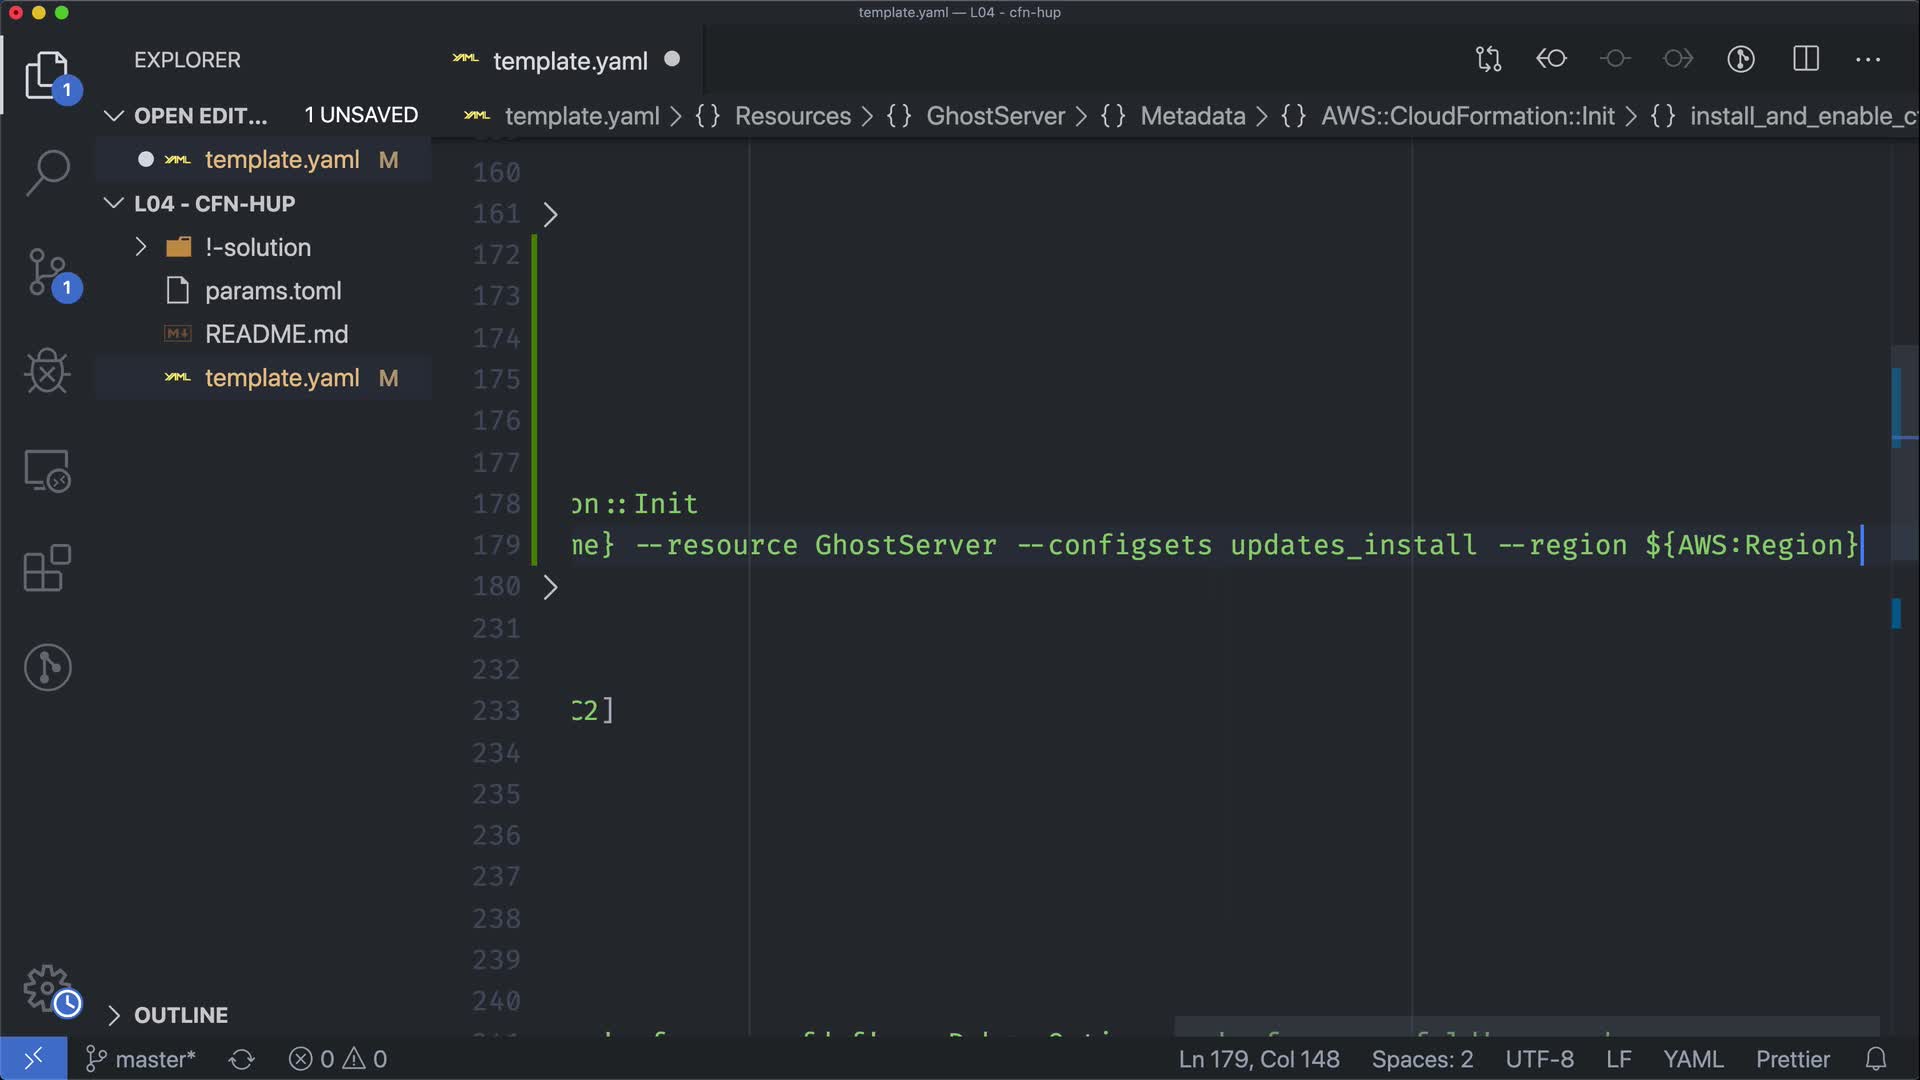 template.yaml — L04 - cfn-hup
EXPLORER
template.yaml
1
OPEN EDIT... 1 UNSAVED
template.yaml > {} Resources > {} GhostServer > {} Metadata > {} AWS::CloudFormation::Init > {} install_and_enable_c
template.yaml M
L04 - CFN-HUP
!-solution
params.toml
README.md
template.yaml M
1
160
161
172
173
174
175
176
177
178 on::Init
179 me} --resource GhostServer --configsets updates_install --region ${AWS:Region}
180
231
232
233 C2]
234
235
236
237
238
239
240
OUTLINE
master* 0 0 Ln 179, Col 148 Spaces: 2 UTF-8 LF YAML Prettier